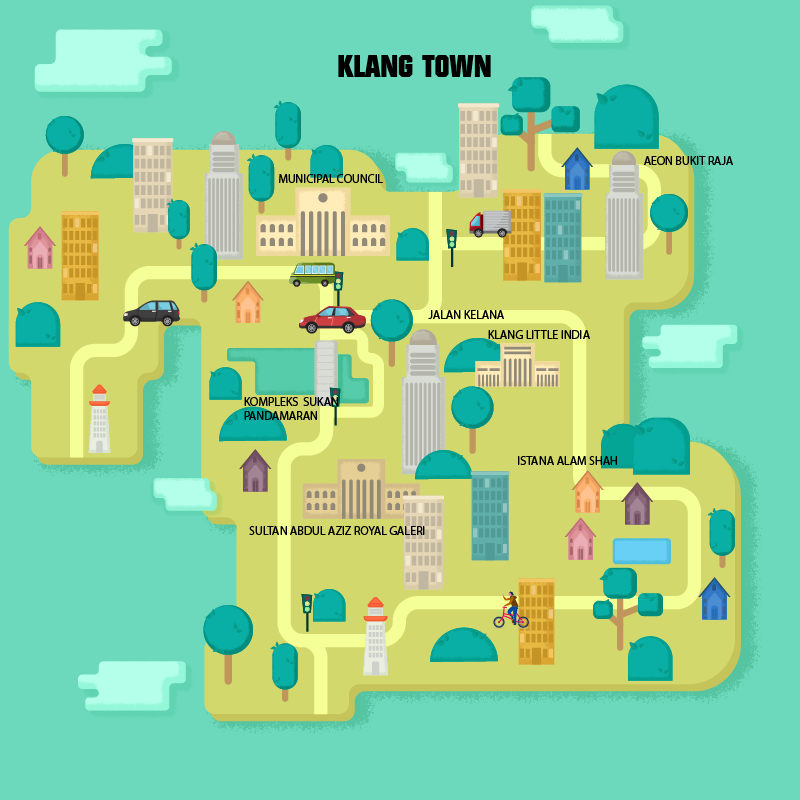 KLANG TOWN
AEON BUKIT RAJA
MUNICIPAL COUNCIL
JALAN KELANA
KLANG LITTLE INDIA
KOMPLEKS SUKAN
PANDAMARAN
ISTANA ALAM SHAH
SULTAN ABDUL AZIZ ROYAL GALERI